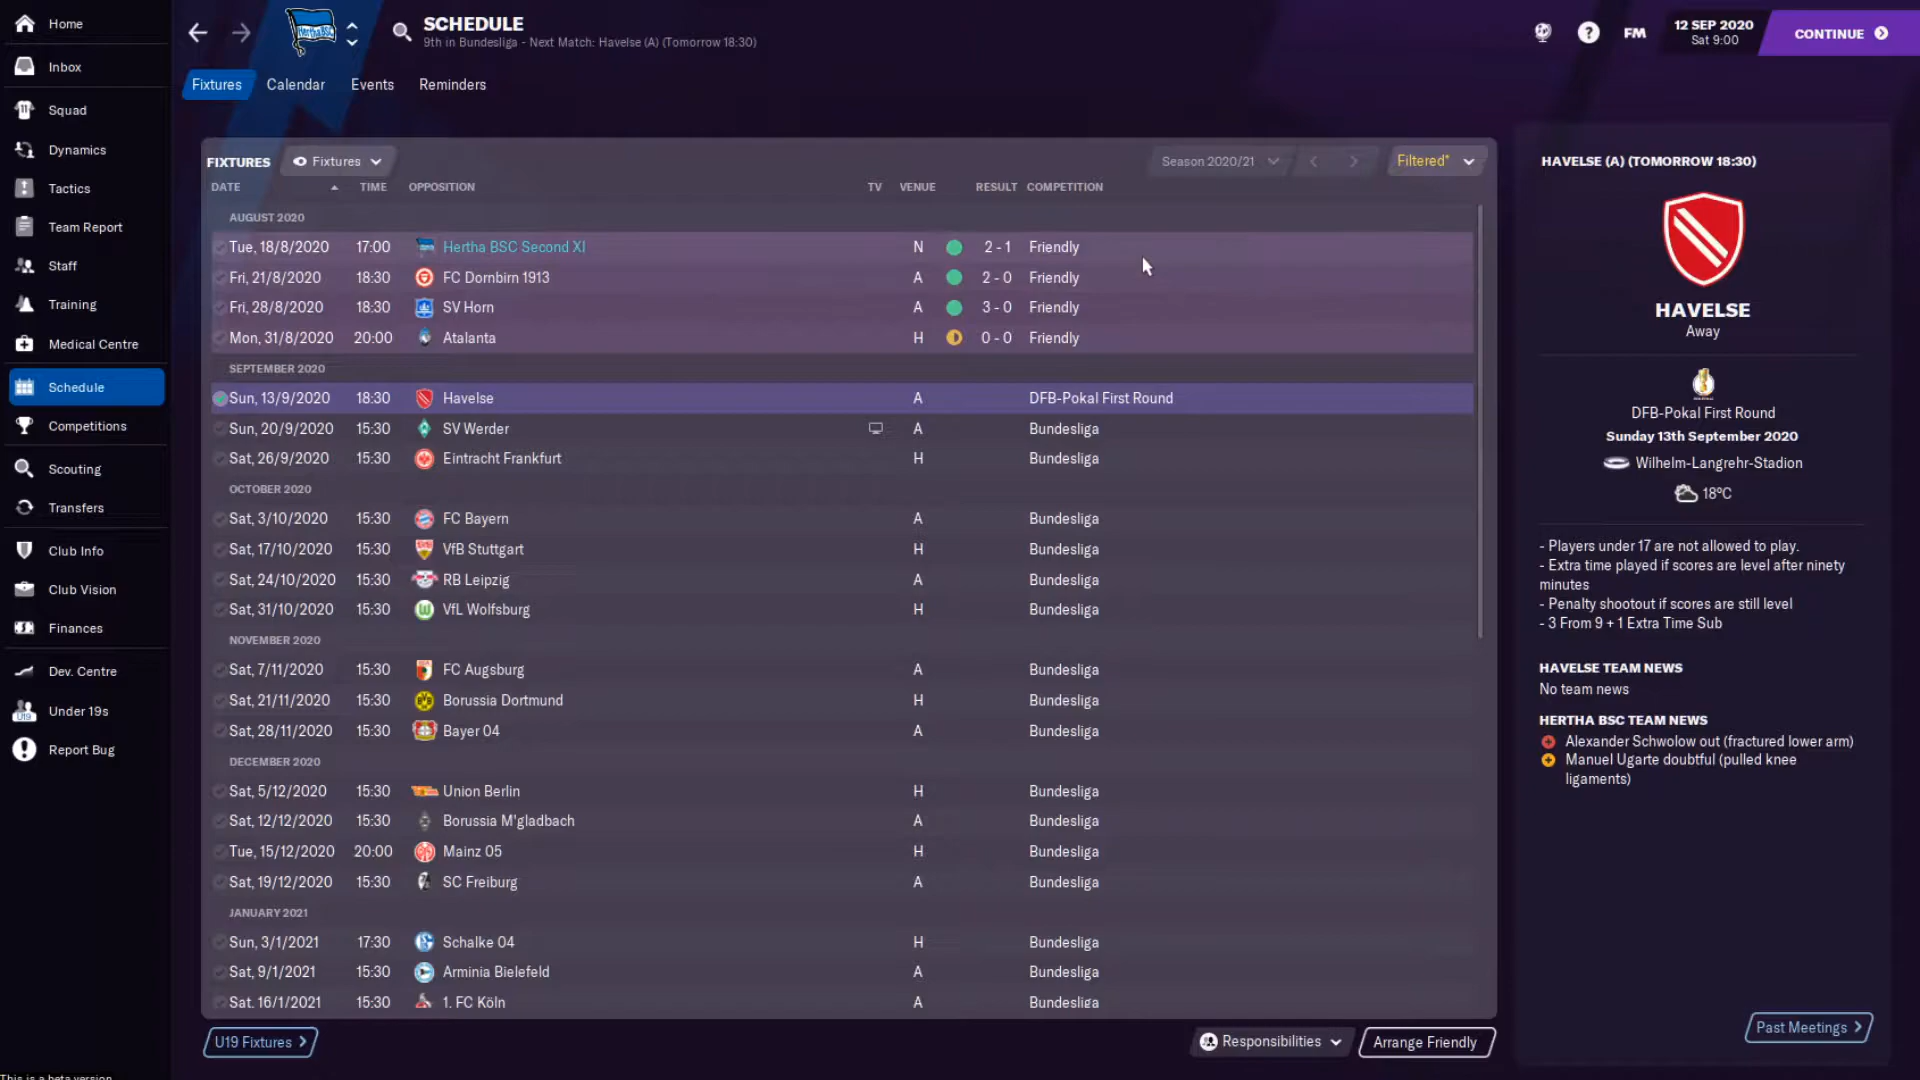 Home
Inbox
Squad
Dynamics
Tactics
Team Report
Staff
Training
Medical Centre
Schedule
Competitions
Scouting
Transfers
Club Info
Club Vision
Finances
Dev. Centre
Under 19s
Report Bug
This is a beta version
SCHEDULE
9th in Bundesliga - Next Match: Havelse (A) (Tomorrow 18:30)
FM
12 SEP 2020
Sat 9:00
CONTINUE
Fixtures Calendar Events Reminders
FIXTURES Fixtures Season 2020/21 Filtered*
DATE TIME OPPOSITION TV VENUE RESULT COMPETITION
AUGUST 2020
Tue, 18/8/2020 17:00 Hertha BSC Second XI N 2 - 1 Friendly
Fri, 21/8/2020 18:30 FC Dornbirn 1913 A 2 - 0 Friendly
Fri, 28/8/2020 18:30 SV Horn A 3 - 0 Friendly
Mon, 31/8/2020 20:00 Atalanta H 0 - 0 Friendly
SEPTEMBER 2020
Sun, 13/9/2020 18:30 Havelse A DFB-Pokal First Round
Sun, 20/9/2020 15:30 SV Werder A Bundesliga
Sat, 26/9/2020 15:30 Eintracht Frankfurt H Bundesliga
OCTOBER 2020
Sat, 3/10/2020 15:30 FC Bayern A Bundesliga
Sat, 17/10/2020 15:30 VfB Stuttgart H Bundesliga
Sat, 24/10/2020 15:30 RB Leipzig A Bundesliga
Sat, 31/10/2020 15:30 VfL Wolfsburg H Bundesliga
NOVEMBER 2020
Sat, 7/11/2020 15:30 FC Augsburg A Bundesliga
Sat, 21/11/2020 15:30 Borussia Dortmund H Bundesliga
Sat, 28/11/2020 15:30 Bayer 04 A Bundesliga
DECEMBER 2020
Sat, 5/12/2020 15:30 Union Berlin H Bundesliga
Sat, 12/12/2020 15:30 Borussia M'gladbach A Bundesliga
Tue, 15/12/2020 20:00 Mainz 05 H Bundesliga
Sat, 19/12/2020 15:30 SC Freiburg A Bundesliga
JANUARY 2021
Sun, 3/1/2021 17:30 Schalke 04 H Bundesliga
Sat, 9/1/2021 15:30 Arminia Bielefeld A Bundesliga
Sat, 16/1/2021 15:30 1. FC Köln A Bundesliga
U19 Fixtures Responsibilities Arrange Friendly
HAVELSE (A) (TOMORROW 18:30)
HAVELSE
Away
DFB-Pokal First Round
Sunday 13th September 2020
Wilhelm-Langrehr-Stadion
18°C
- Players under 17 are not allowed to play.
- Extra time played if scores are level after ninety
minutes
- Penalty shootout if scores are still level
- 3 From 9 + 1 Extra Time Sub
HAVELSE TEAM NEWS
No team news
HERTHA BSC TEAM NEWS
Alexander Schwolow out (fractured lower arm)
Manuel Ugarte doubtful (pulled knee
ligaments)
Past Meetings